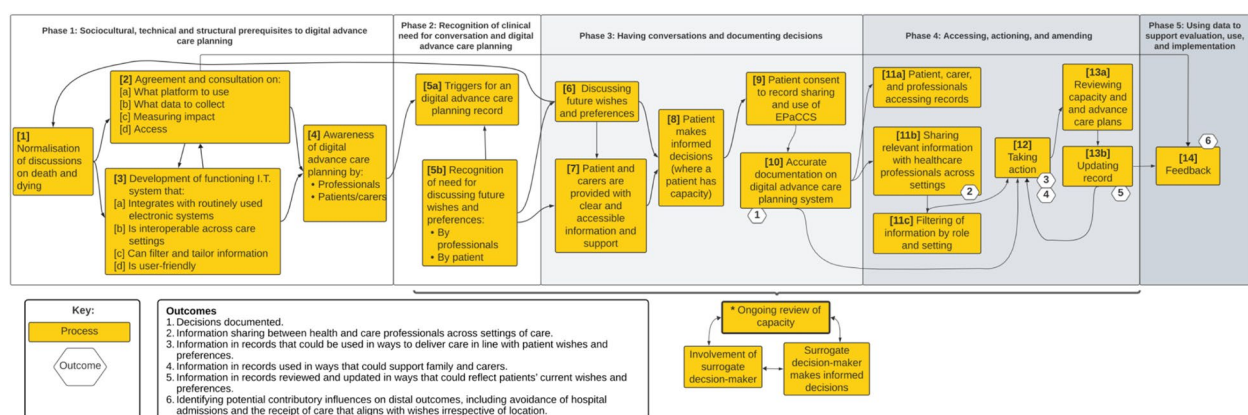 Phase 1: Sociocultural, technical and structural prerequisites to digital advance
care planning
Phase 2: Recognition of clinical
need for conversation and digital
advance care planning
Phase 3: Having conversations and documenting decisions
Phase 4: Accessing, actioning, and amending
Phase 5: Using data to
support evaluation, use,
and implementation
[1]
Normalisation of discussions
on death and
dying
[2] Agreement and consultation on:
[a] What platform to use
[b] What data to collect
[c] Measuring impact
[d] Access
[3] Development of functioning I.T.
system that:
[a] Integrates with routinely used
electronic systems
[b] Is interoperable across care
settings
[c] Can filter and tailor information
[d] Is user-friendly
[4] Awareness
of digital
advance care
planning by:
• Professionals
• Patients/carers
[5a] Triggers for an
digital advance care
planning record
[5b] Recognition
of need for
discussing future
wishes and
preferences:
• By
professionals
• By patient
[6] Discussing
future wishes
and preferences
[7] Patient and
carers are
provided with
clear and
accessible
information and
support
[8] Patient
makes
informed
decisions
(where a
patient has
capacity)
[9] Patient consent
to record sharing
and use of
EPaCCS
[10] Accurate
documentation on
digital advance care
planning system
1
[11a] Patient, carer,
and professionals
accessing records
[11b] Sharing
relevant information
with healthcare
professionals across
settings
2
[11c] Filtering of
information by role
and setting
[12]
Taking
action
3
4
[13a]
Reviewing
capacity and
and advance
care plans
[13b]
Updating
record
5
6
[14]
Feedback
Key:
Process
Outcome
Outcomes
1. Decisions documented.
2. Information sharing between health and care professionals across settings of care.
3. Information in records that could be used in ways to deliver care in line with patient wishes and
preferences.
4. Information in records used in ways that could support family and carers.
5. Information in records reviewed and updated in ways that could reflect patients' current wishes and
preferences.
6. Identifying potential contributory influences on distal outcomes, including avoidance of hospital
admissions and the receipt of care that aligns with wishes irrespective of location.
* Ongoing review of
capacity
Involvement of
surrogate
decsion-maker
Surrogate
decision-maker
makes informed
decisions